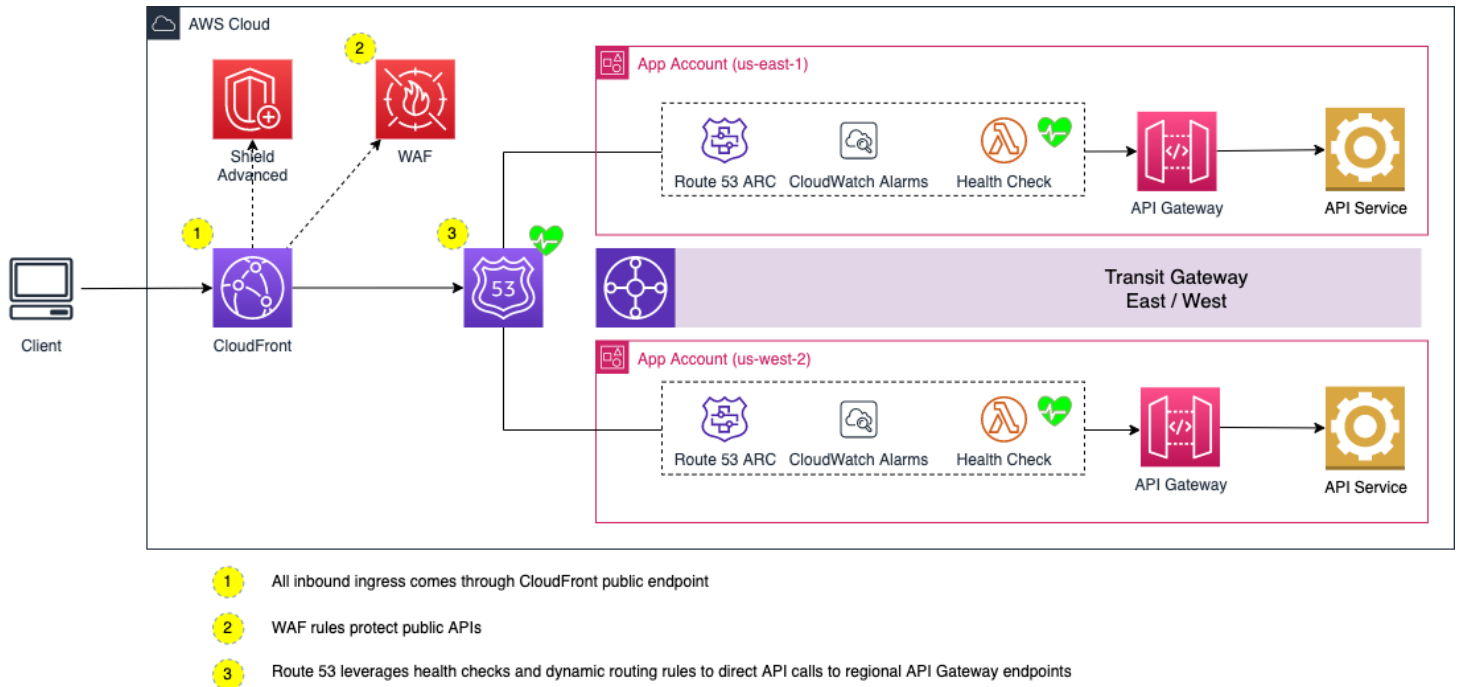 AWS Cloud
2
Shield
Advanced
WAF
1
CloudFront
Client
3
53
App Account (us-east-1)
Route 53 ARC
CloudWatch Alarms
Health Check
</>
API Gateway
API Service
Transit Gateway
East / West
App Account (us-west-2)
Route 53 ARC
CloudWatch Alarms
Health Check
</>
API Gateway
API Service
1 All inbound ingress comes through CloudFront public endpoint
2 WAF rules protect public APIs
3 Route 53 leverages health checks and dynamic routing rules to direct API calls to regional API Gateway endpoints